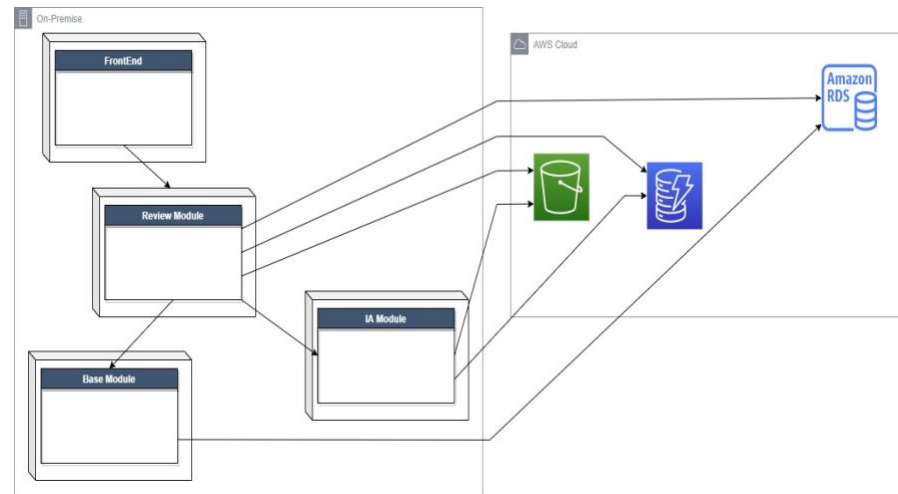 On-Premise
FrontEnd
AWS Cloud
Amazon
RDS
Review Module
IA Module
Base Module